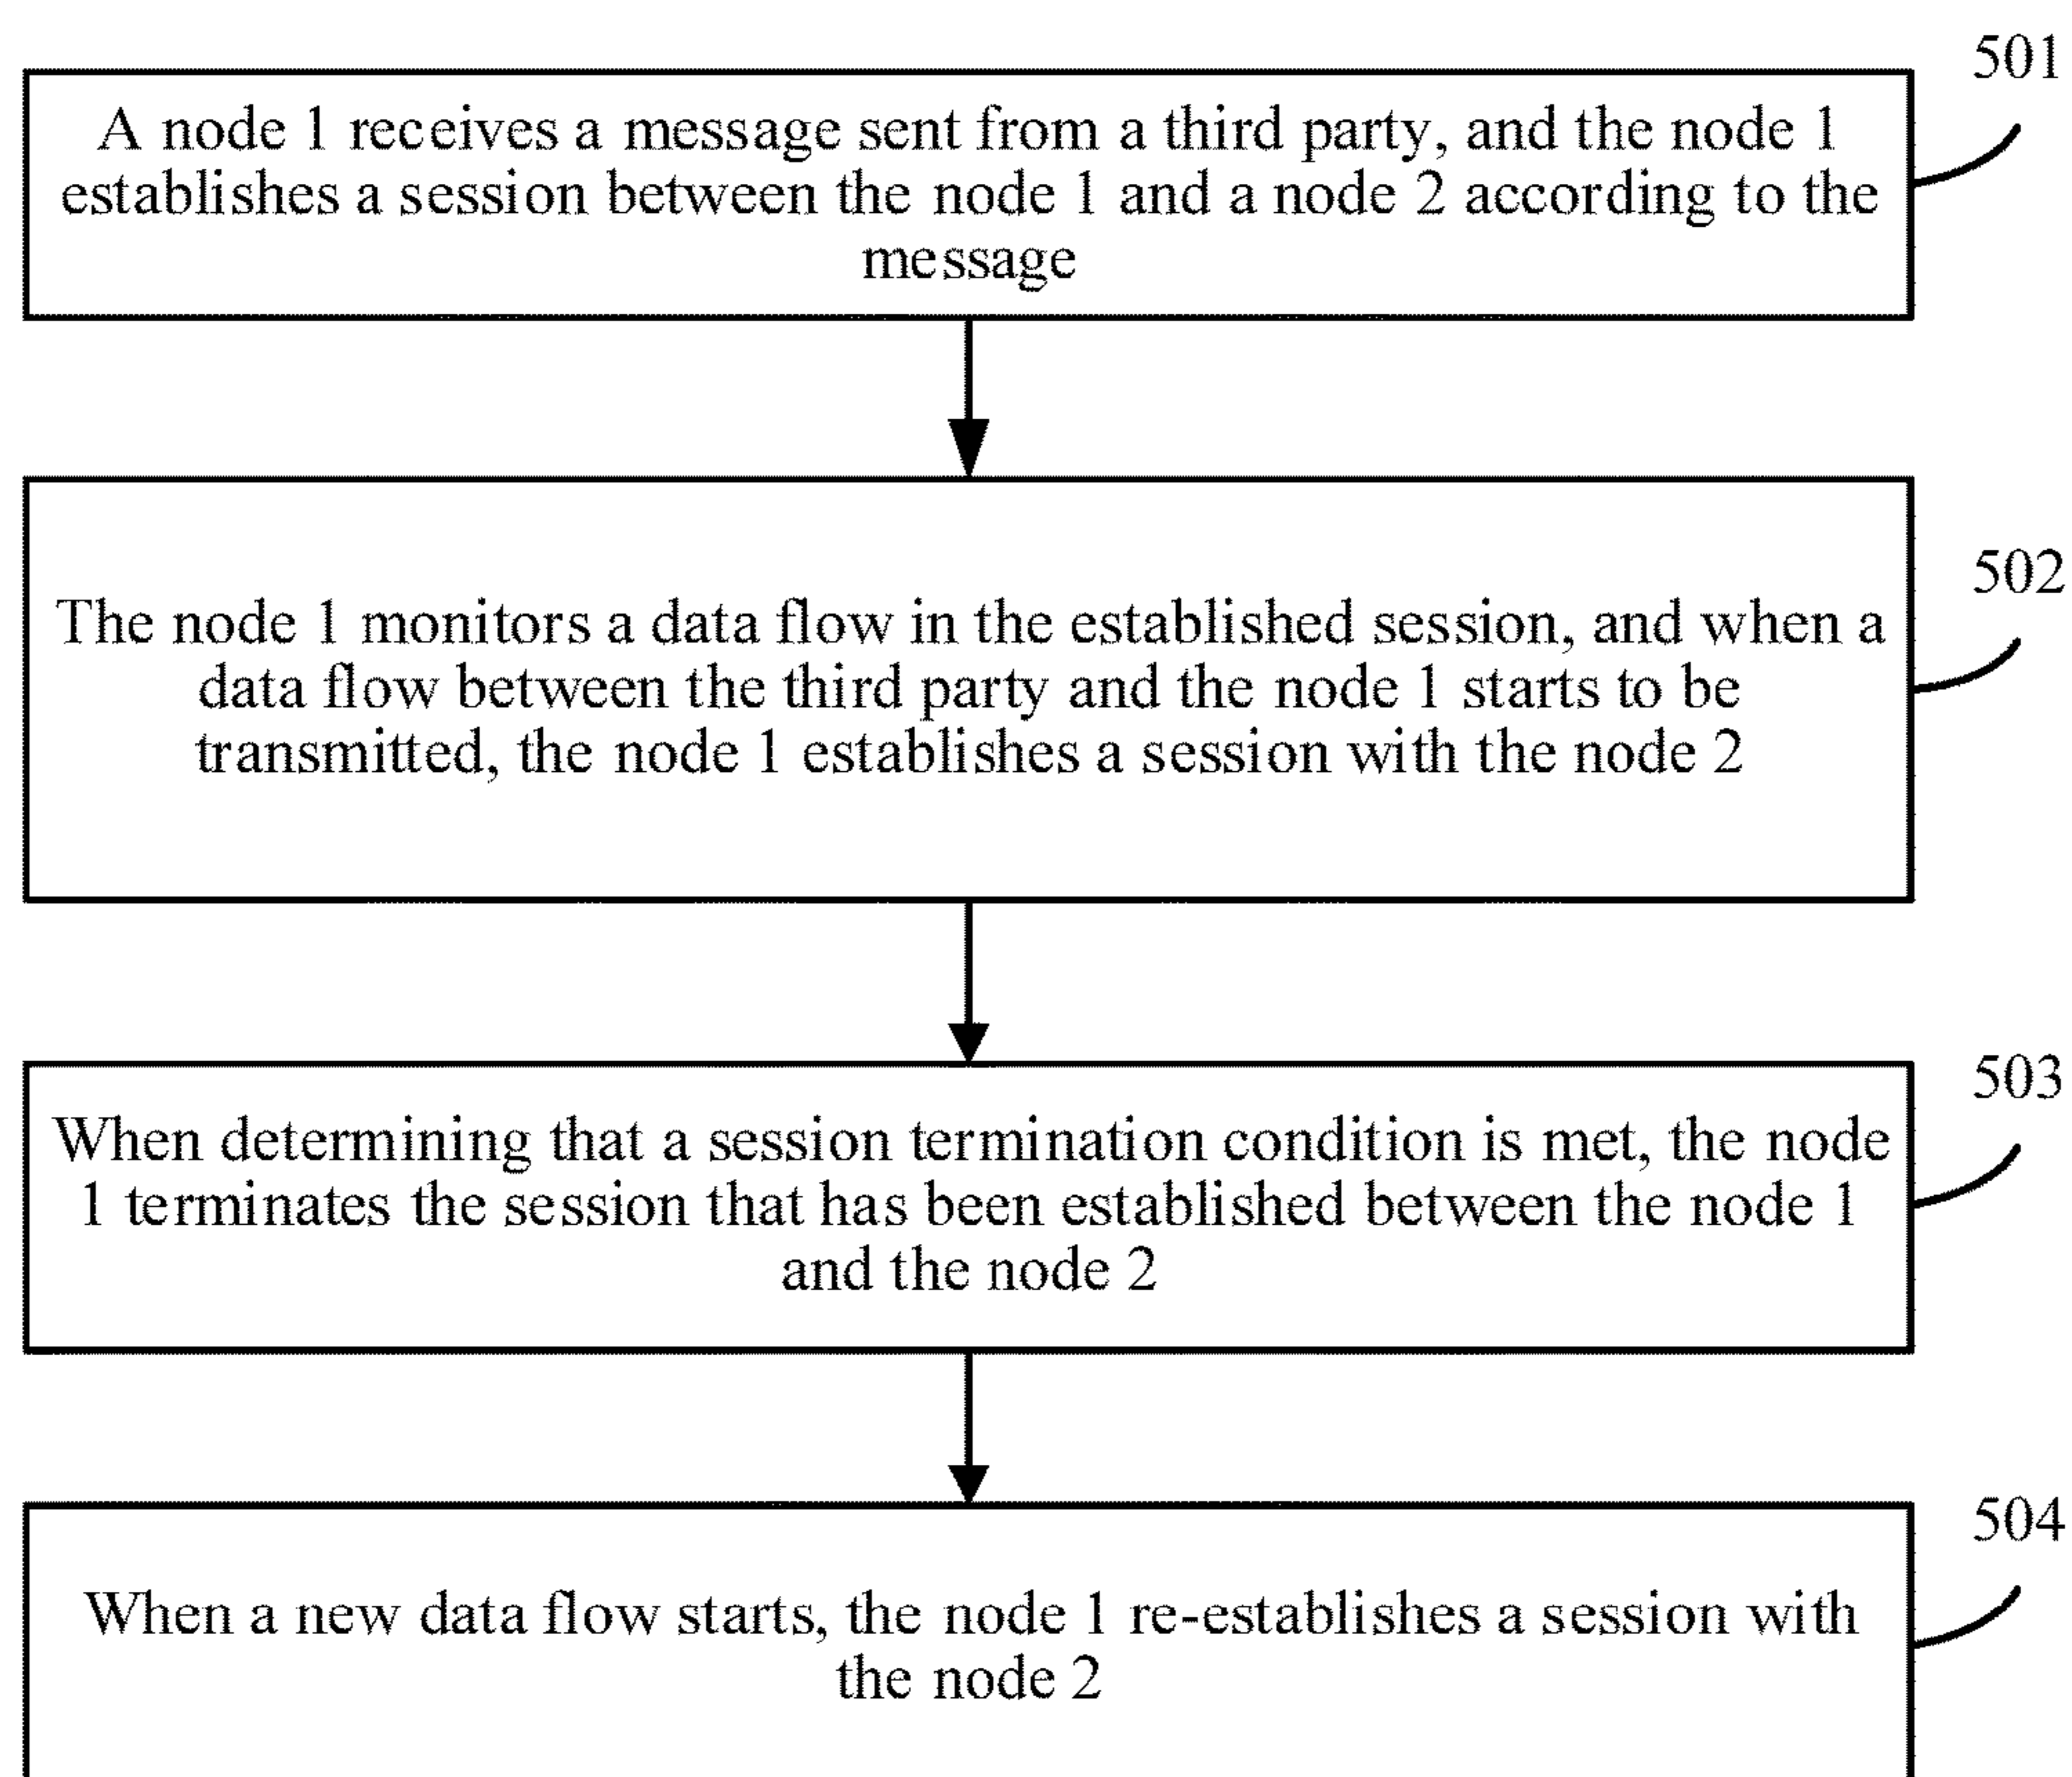 501
A node 1 receives a message sent from a third party, and the node 1
establishes a session between the node 1 and a node 2 according to the
message
502
The node 1 monitors a data flow in the established session, and when a
data flow between the third party and the node 1 starts to be
transmitted, the node 1 establishes a session with the node 2
503
When determining that a session termination condition is met, the node
1 terminates the session that has been established between the node 1
and the node 2
504
When a new data flow starts, the node 1 re-establishes a session with
the node 2